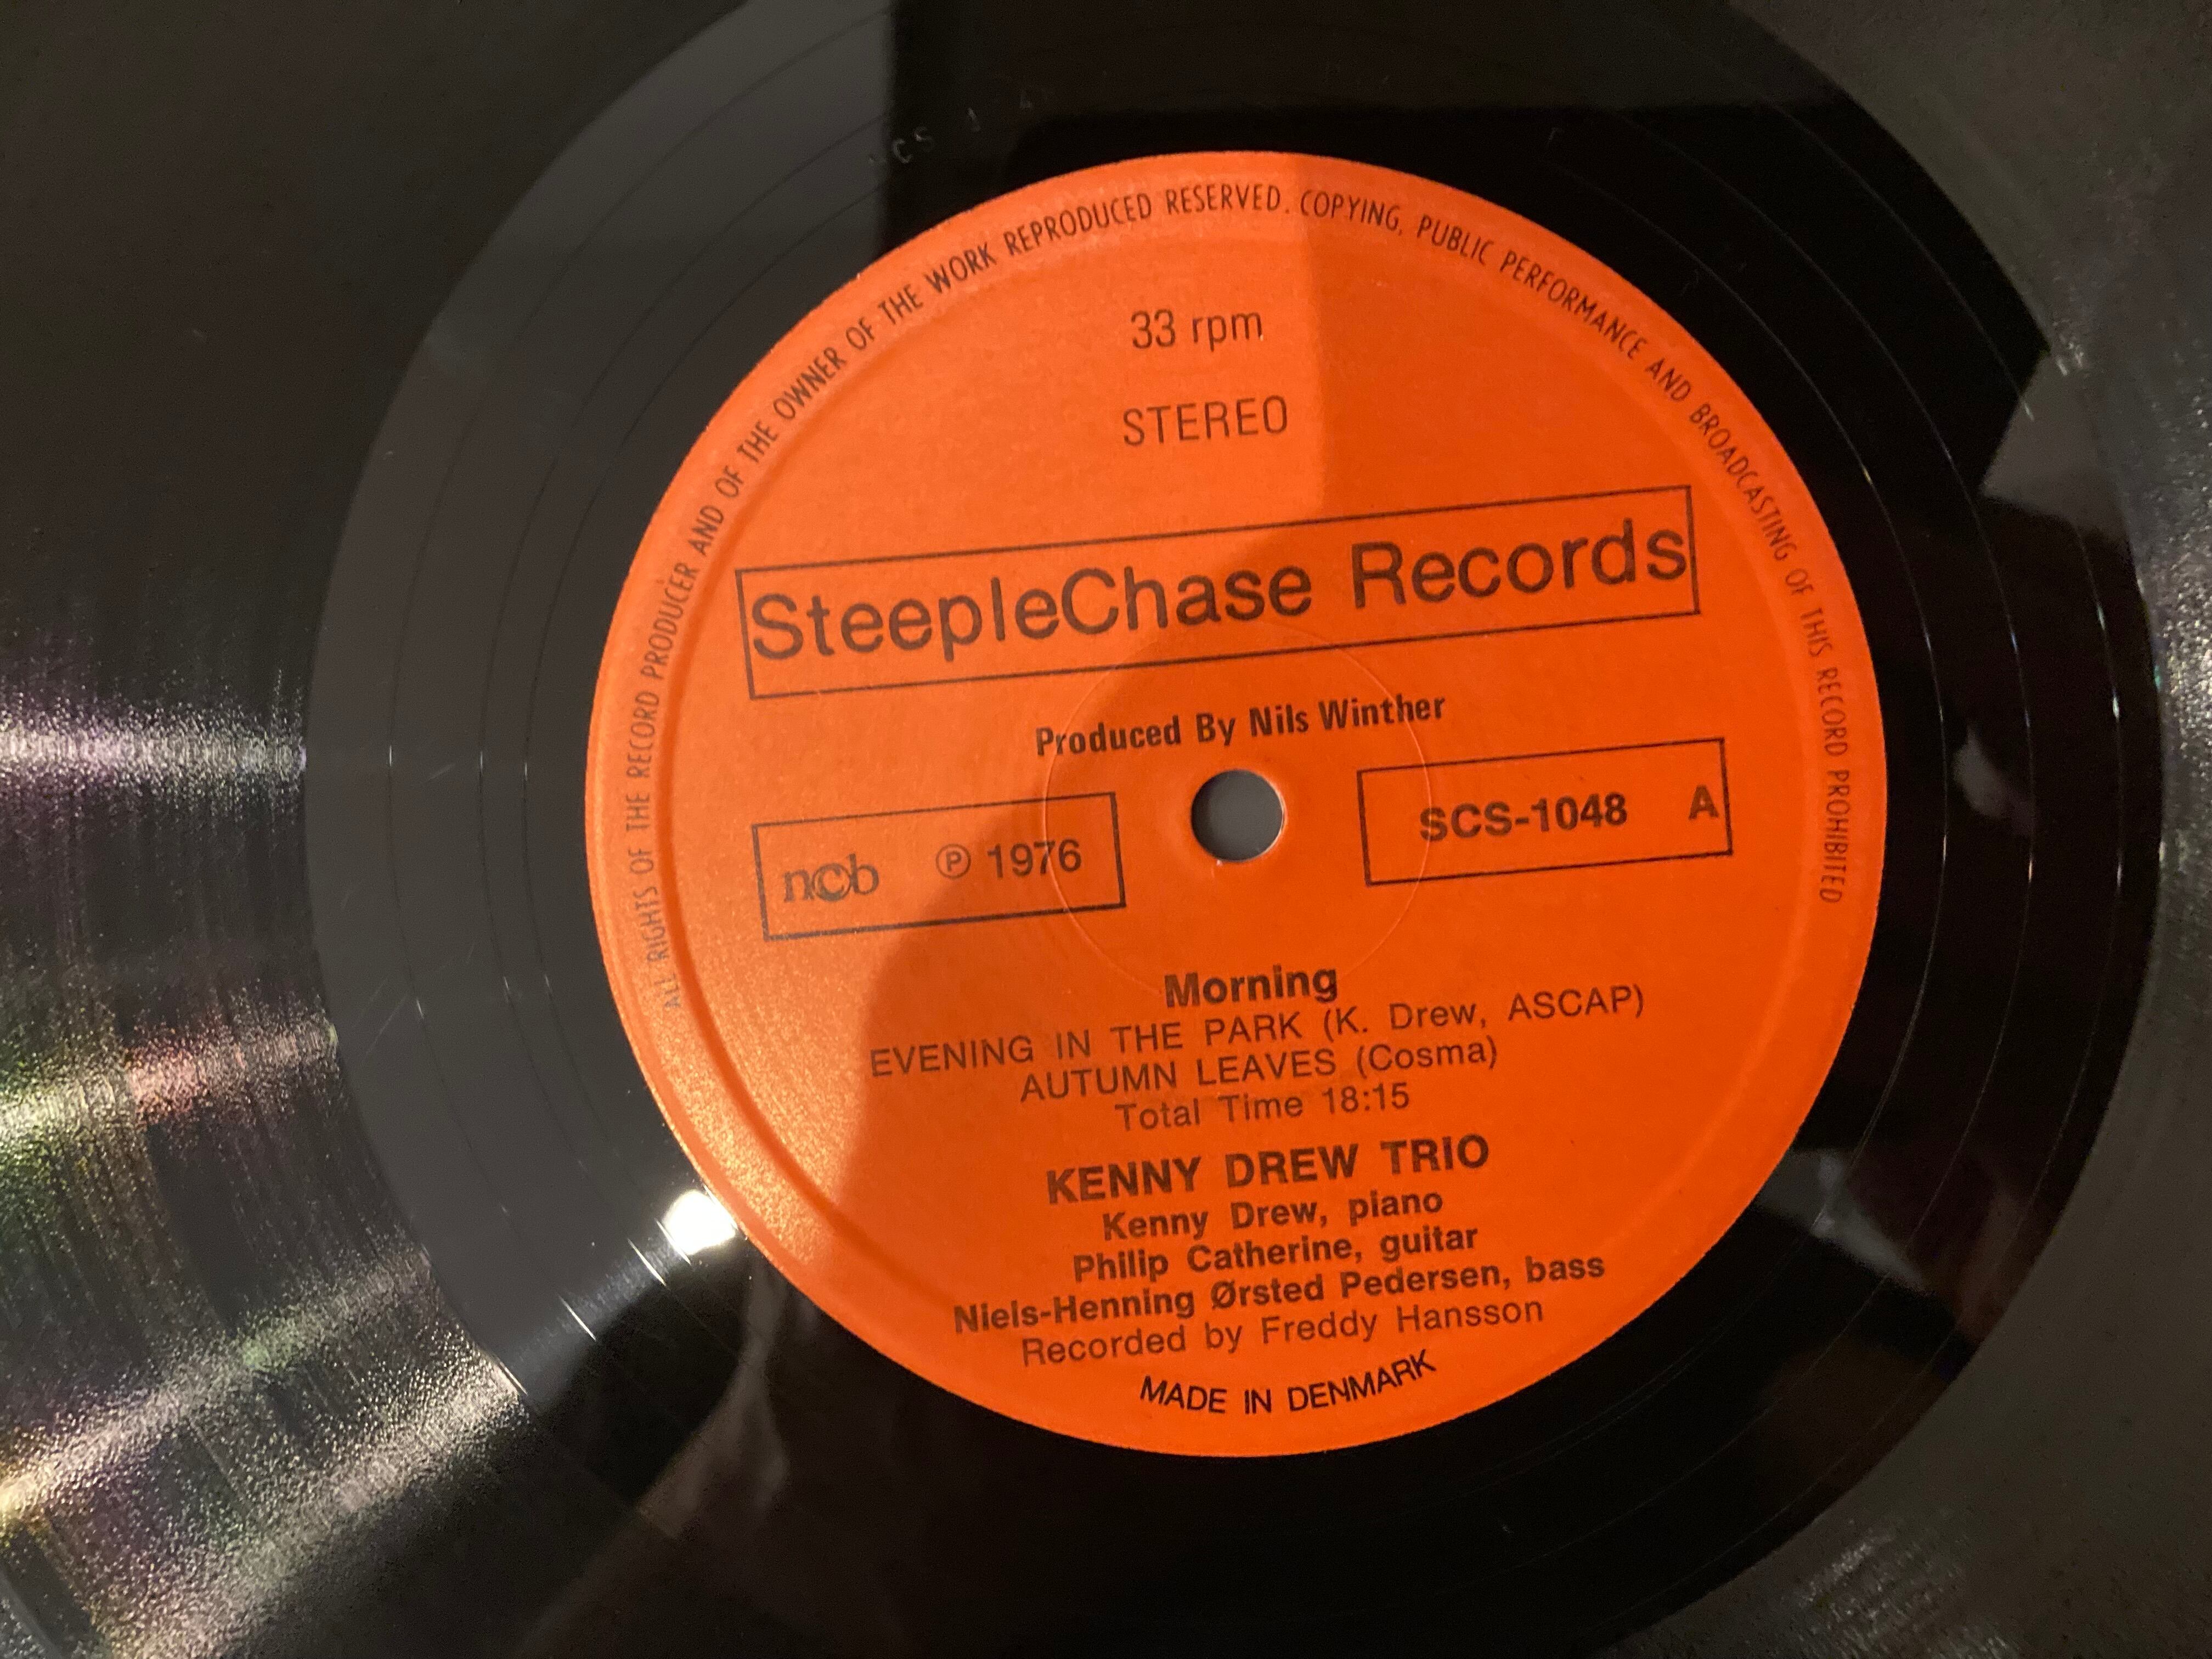 ALL RIGHTS OF THE RECORD PRODUCER AND OF THE OWNER OF THE WORK REPRODUCED RESERVED. COPYING, PUBLIC PERFORMANCE AND BROADCASTING OF THIS RECORD PROHIBITED
33 rpm
STEREO
SteepleChase Records
Produced By Nils Winther
ncb ℗ 1976
SCS-1048 A
Morning
EVENING IN THE PARK (K. Drew, ASCAP)
AUTUMN LEAVES (Cosma)
Total Time 18:15
KENNY DREW TRIO
Kenny Drew, piano
Philip Catherine, guitar
Niels-Henning Ørsted Pedersen, bass
Recorded by Freddy Hansson
MADE IN DENMARK